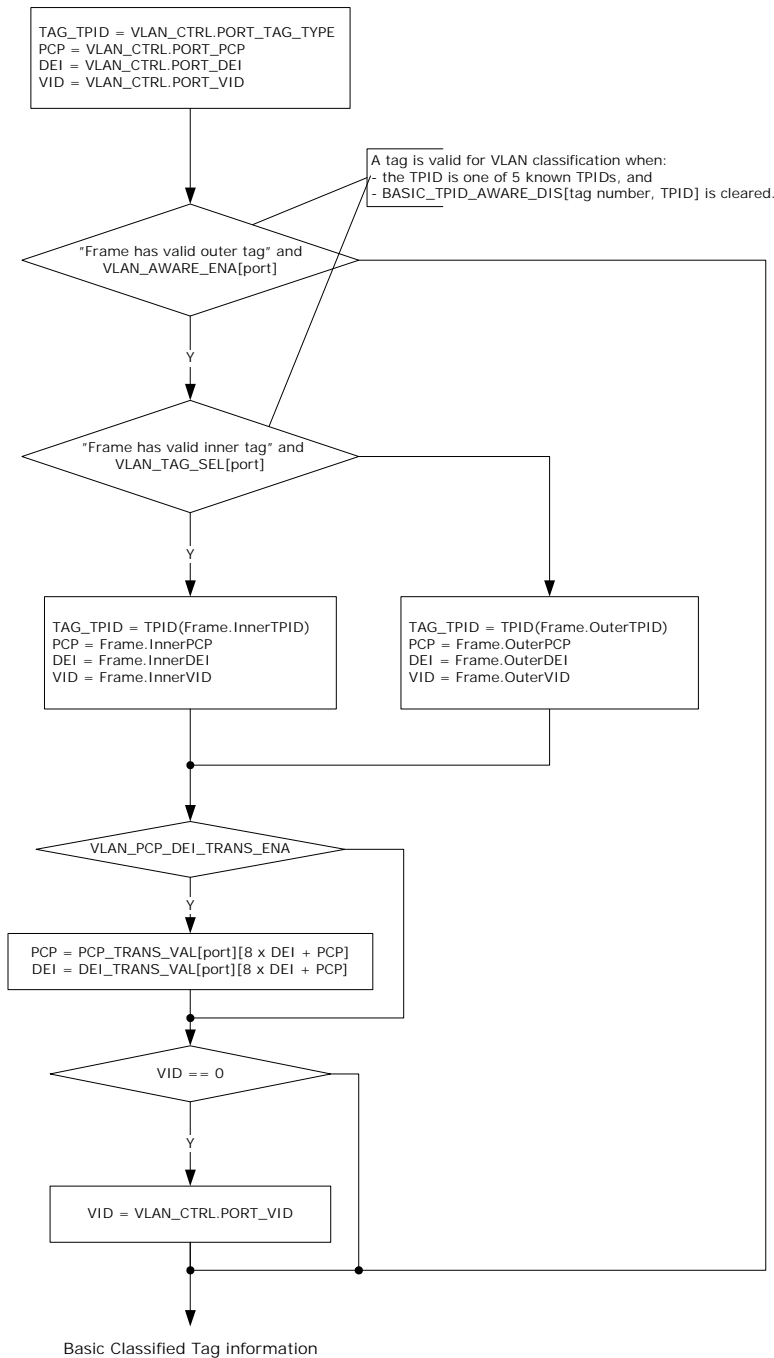 TAG_TPID = VLAN_CTRL.PORT_TAG_TYPE
PCP = VLAN_CTRL.PORT_PCP
DEI = VLAN_CTRL.PORT_DEI
VID = VLAN_CTRL.PORT_VID
A tag is valid for VLAN classification when:
- the TPID is one of 5 known TPIDs, and
- BASIC_TPID_AWARE_DIS[tag number, TPID] is cleared.
"Frame has valid outer tag" and
VLAN_AWARE_ENA[port]
Y
"Frame has valid inner tag" and
VLAN_TAG_SEL[port]
Y
TAG_TPID = TPID(Frame.InnerTPID)
PCP = Frame.InnerPCP
DEI = Frame.InnerDEI
VID = Frame.InnerVID
TAG_TPID = TPID(Frame.OuterTPID)
PCP = Frame.OuterPCP
DEI = Frame.OuterDEI
VID = Frame.OuterVID
VLAN_PCP_DEI_TRANS_ENA
Y
PCP = PCP_TRANS_VAL[port][8 x DEI + PCP]
DEI = DEI_TRANS_VAL[port][8 x DEI + PCP]
VID == 0
Y
VID = VLAN_CTRL.PORT_VID
Basic Classified Tag information